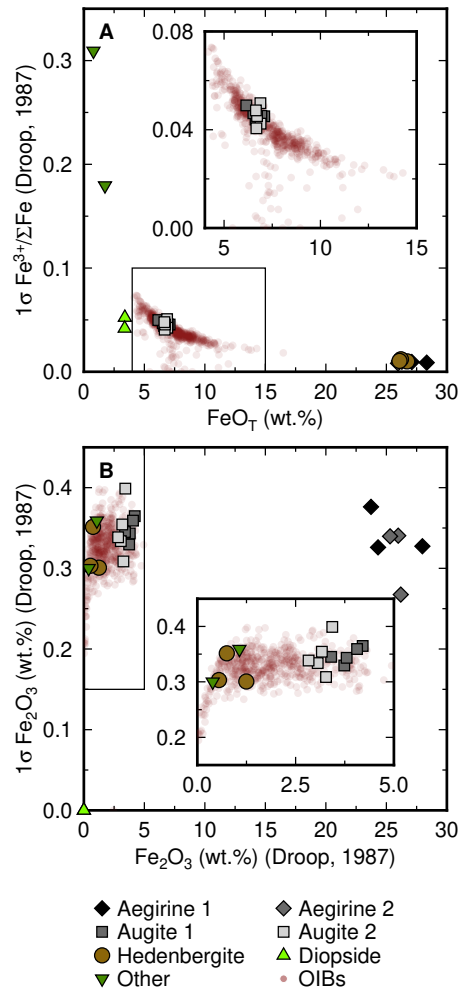 A
1σ Fe³⁺/ΣFe (Droop, 1987)
0.3
0.2
0.1
0.0
0.08
0.04
0.00
5
10
15
0
5
10
15
20
25
30
FeO_T (wt.%)
B
1σ Fe₂O₃ (wt.%) (Droop, 1987)
0.4
0.3
0.2
0.1
0.0
0.4
0.3
0.2
0.0
2.5
5.0
0
5
10
15
20
25
30
Fe₂O₃ (wt.%) (Droop, 1987)
Aegirine 1
Aegirine 2
Augite 1
Augite 2
Hedenbergite
Diopside
Other
OIBs